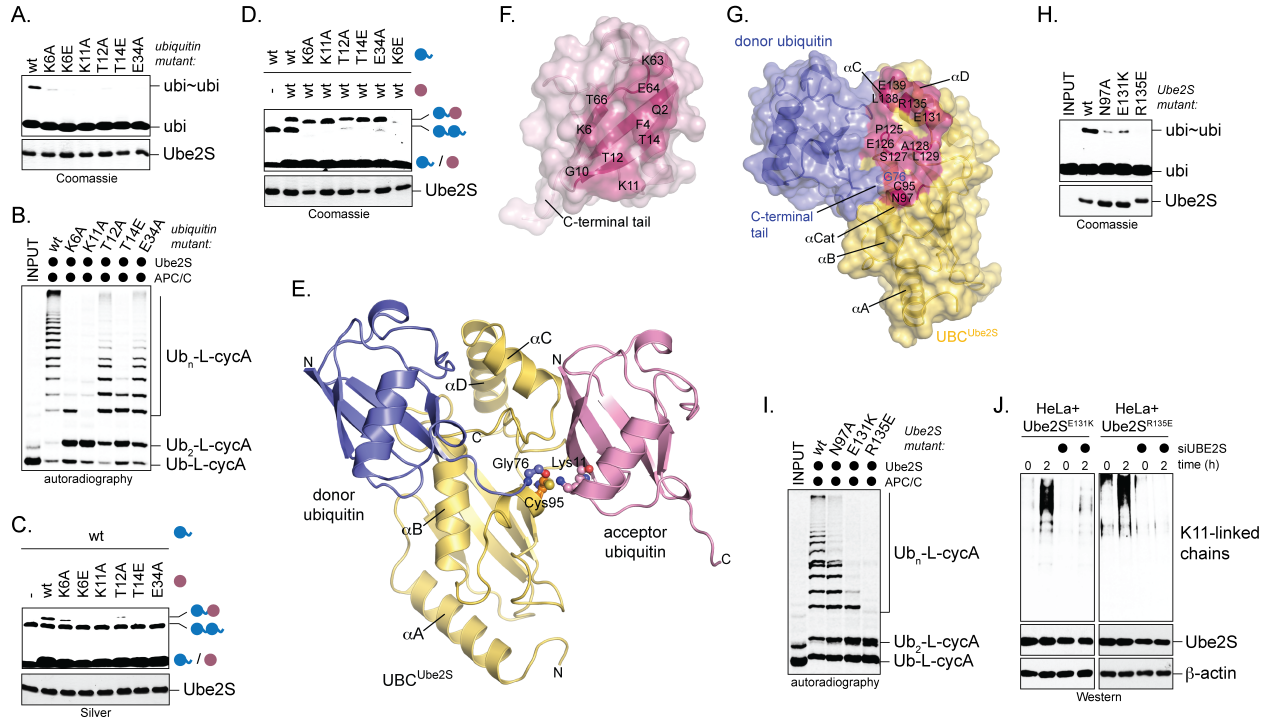 A.
wt
K6A
K6E
K11A
T12A
T14E
E34A
ubiquitin
mutant:
ubi~ubi
ubi
Ube2S
Coomassie
B.
INPUT
wt
K6A
K11A
T12A
T14E
E34A
ubiquitin
mutant:
Ube2S
APC/C
Ubn-L-cycA
Ub2-L-cycA
Ub-L-cycA
autoradiography
C.
wt
-
wt
K6A
K6E
K11A
T12A
T14E
E34A
/
Ube2S
Silver
D.
wt
wt
K6A
K11A
T12A
T14E
E34A
K6E
-
wt
wt
wt
wt
wt
wt
wt
/
Ube2S
Coomassie
E.
N
αC
N
αD
C
Gly76
Lys11
Cys95
donor
ubiquitin
αB
acceptor
ubiquitin
C
αA
N
UBCUbe2S
F.
K63
E64
T66
Q2
K6
F4
T14
T12
G10
K11
C-terminal tail
G.
donor ubiquitin
αC
αD
E139
L138
R135
E131
P125
E126
A128
S127
L129
G76
C95
N97
C-terminal
tail
αCat
αB
αA
UBCUbe2S
H.
INPUT
wt
N97A
E131K
R135E
Ube2S
mutant:
ubi~ubi
ubi
Ube2S
Coomassie
I.
INPUT
wt
N97A
E131K
R135E
Ube2S
mutant:
Ube2S
APC/C
Ubn-L-cycA
Ub2-L-cycA
Ub-L-cycA
autoradiography
J.
HeLa+
Ube2SE131K
HeLa+
Ube2SR135E
siUBE2S
0 2 0 2 0 2 0 2 time (h)
K11-linked
chains
Ube2S
β-actin
Western